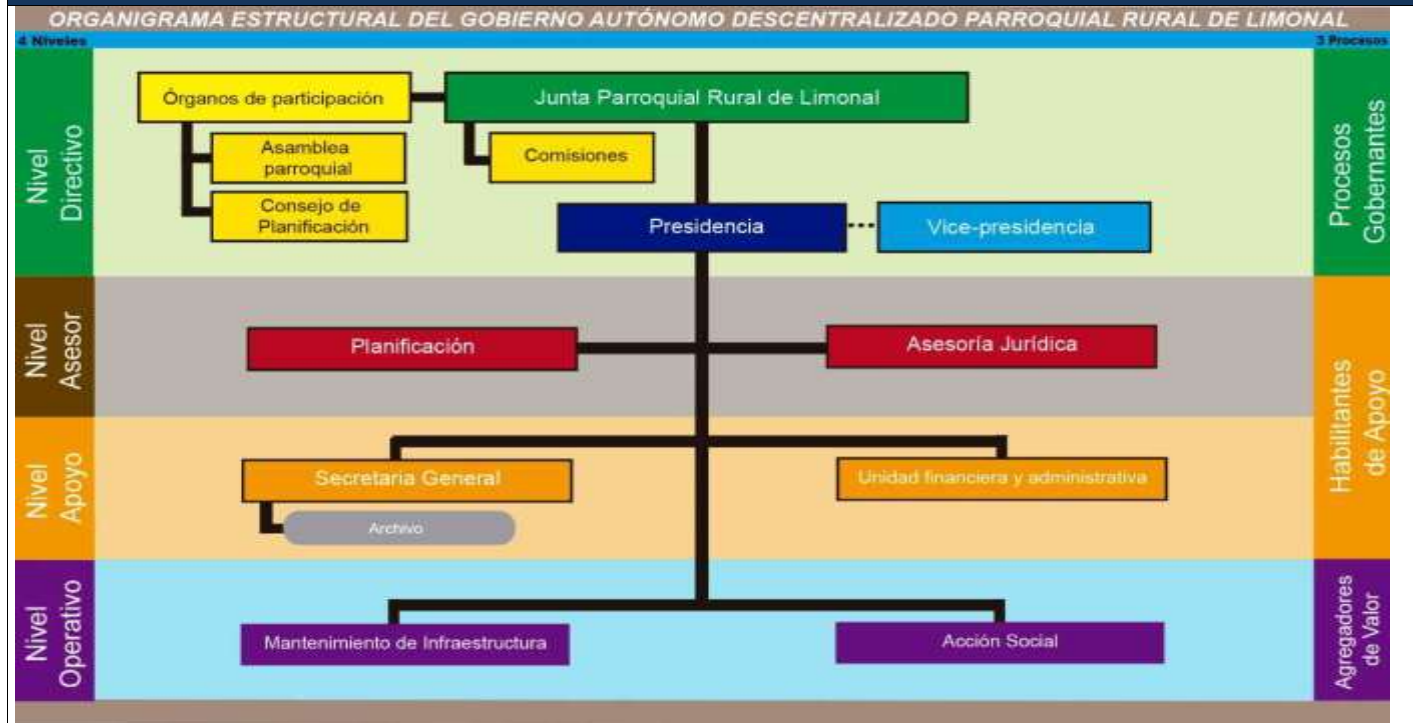 ORGANIGRAMA ESTRUCTURAL DEL GOBIERNO AUTÓNOMO DESCENTRALIZADO PARROQUIAL RURAL DE LIMONAL
4 Niveles
3 Procesos
Nivel
Directivo
Órganos de participación
Junta Parroquial Rural de Limonal
Asamblea
parroquial
Comisiones
Consejo de
Planificación
Presidencia
Vice-presidencia
Procesos
Gobernantes
Nivel
Asesor
Planificación
Asesoría Jurídica
Habilitantes
de Apoyo
Nivel
Apoyo
Secretaria General
Unidad financiera y administrativa
Archivo
Nivel
Operativo
Mantenimiento de Infraestructura
Acción Social
Agregadores
de Valor